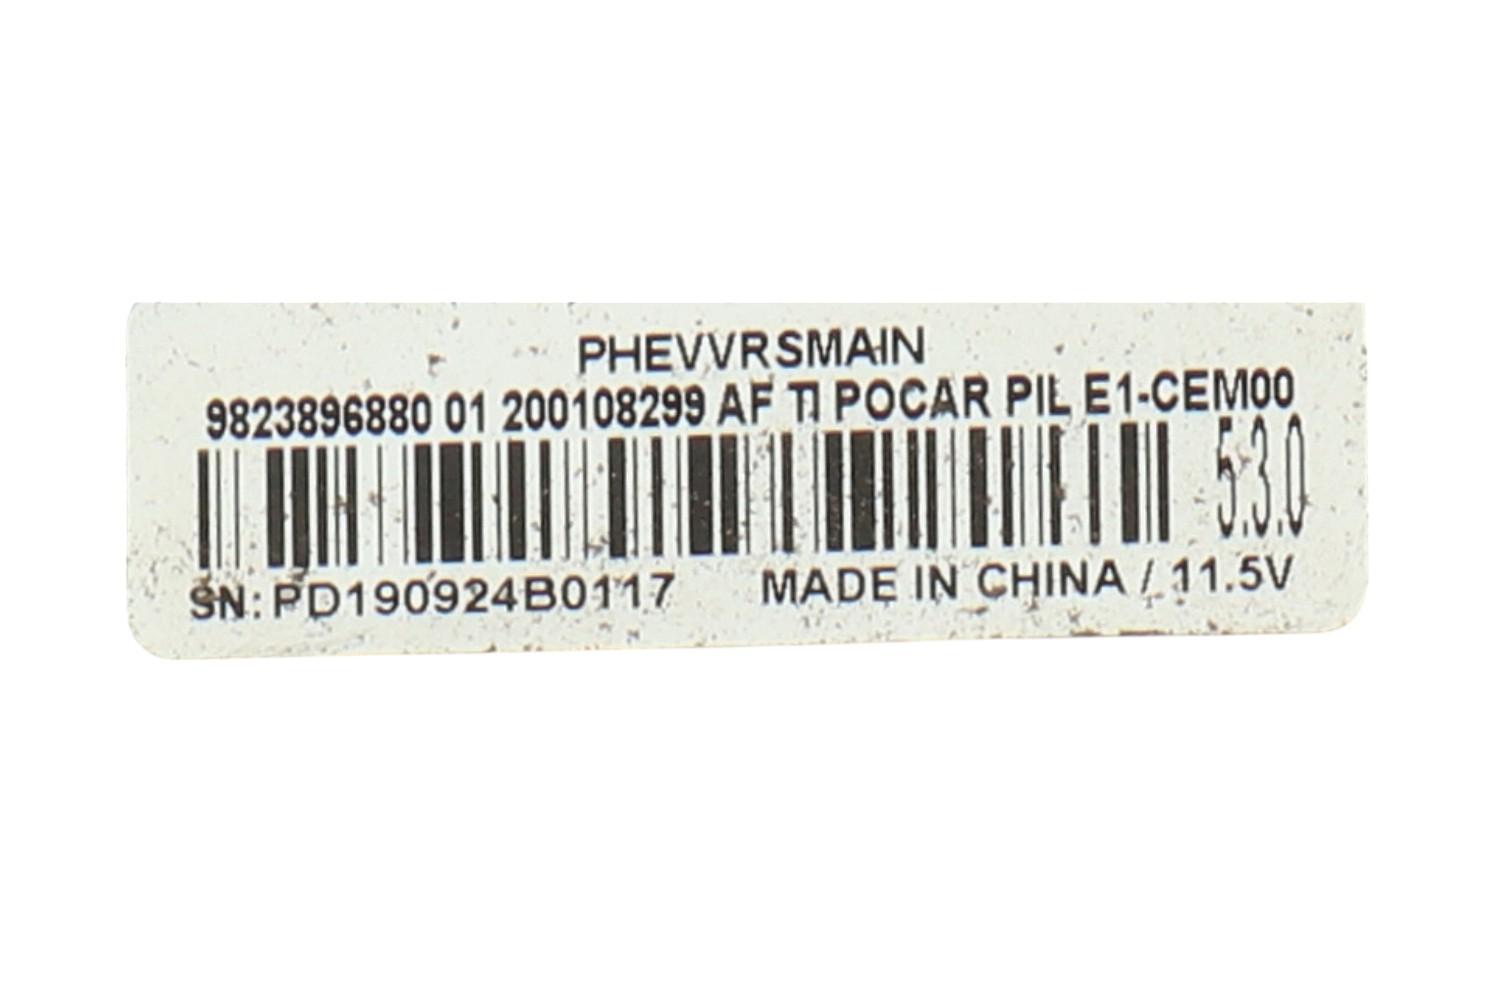 PHEVVRSMAIN
9823896880 01 200108299 AF TI POCAR PIL E1-CEM00
5.3.0
SN:PD190924B0117 MADE IN CHINA / 11.5V